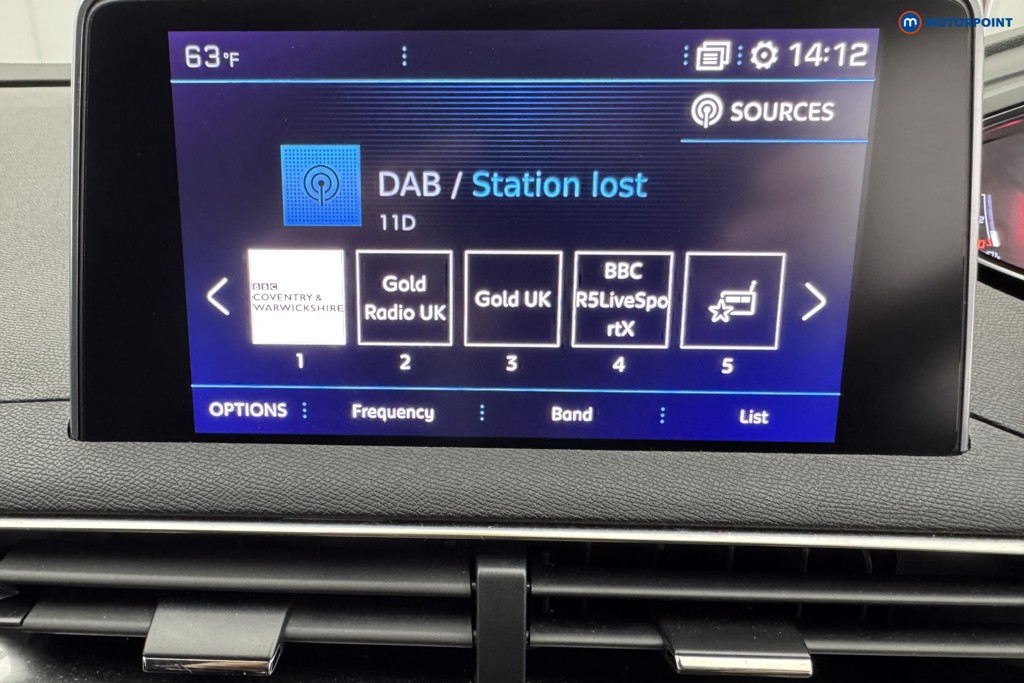 MOTORPOINT
63°F
14:12
SOURCES
DAB / Station lost
11D
BBC
COVENTRY &
WARWICKSHIRE
Gold
Radio UK
Gold UK
BBC
R5LiveSpo
rtX
1
2
3
4
5
OPTIONS
Frequency
Band
List